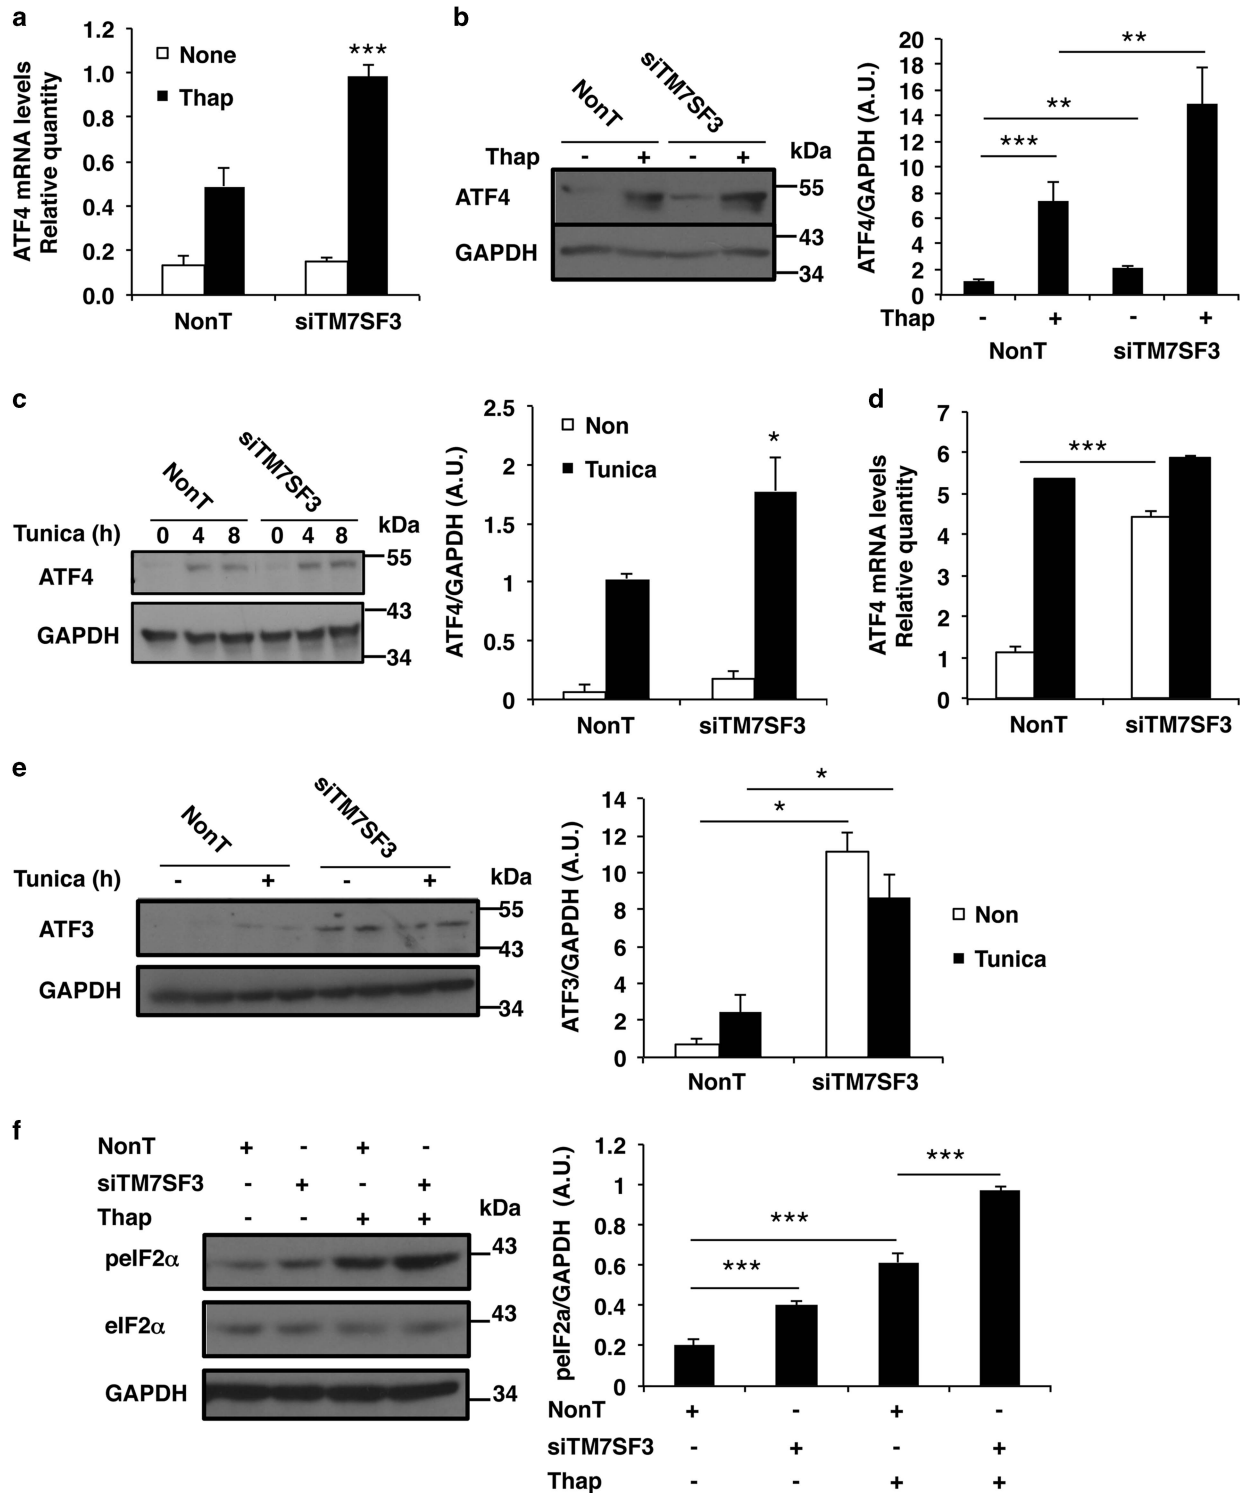 a
ATF4 mRNA levels
Relative quantity
1.2
1.0
0.8
0.6
0.4
0.2
0.0
None
Thap
***
NonT siTM7SF3
b
NonT siTM7SF3
Thap - + - + kDa
ATF4
55
GAPDH
43
34
ATF4/GAPDH (A.U.)
20
18
16
14
12
10
8
6
4
2
0
**
**
***
Thap - + - +
NonT siTM7SF3
c
NonT siTM7SF3
Tunica (h) 0 4 8 0 4 8 kDa
ATF4
55
GAPDH
43
34
ATF4/GAPDH (A.U.)
2.5
2
1.5
1
0.5
0
Non
Tunica
*
NonT siTM7SF3
d
ATF4 mRNA levels
Relative quantity
7
6
5
4
3
2
1
0
***
NonT siTM7SF3
e
NonT siTM7SF3
Tunica (h) - + - + kDa
ATF3
55
43
GAPDH
34
ATF3/GAPDH (A.U.)
14
12
10
8
6
4
2
0
*
*
Non
Tunica
NonT siTM7SF3
f
NonT + - + -
siTM7SF3 - + - +
Thap - - + + kDa
peIF2α 43
eIF2α 43
GAPDH 34
peIF2a/GAPDH (A.U.)
1.2
1
0.8
0.6
0.4
0.2
0
***
***
***
NonT + - + -
siTM7SF3 - + - +
Thap - - + +